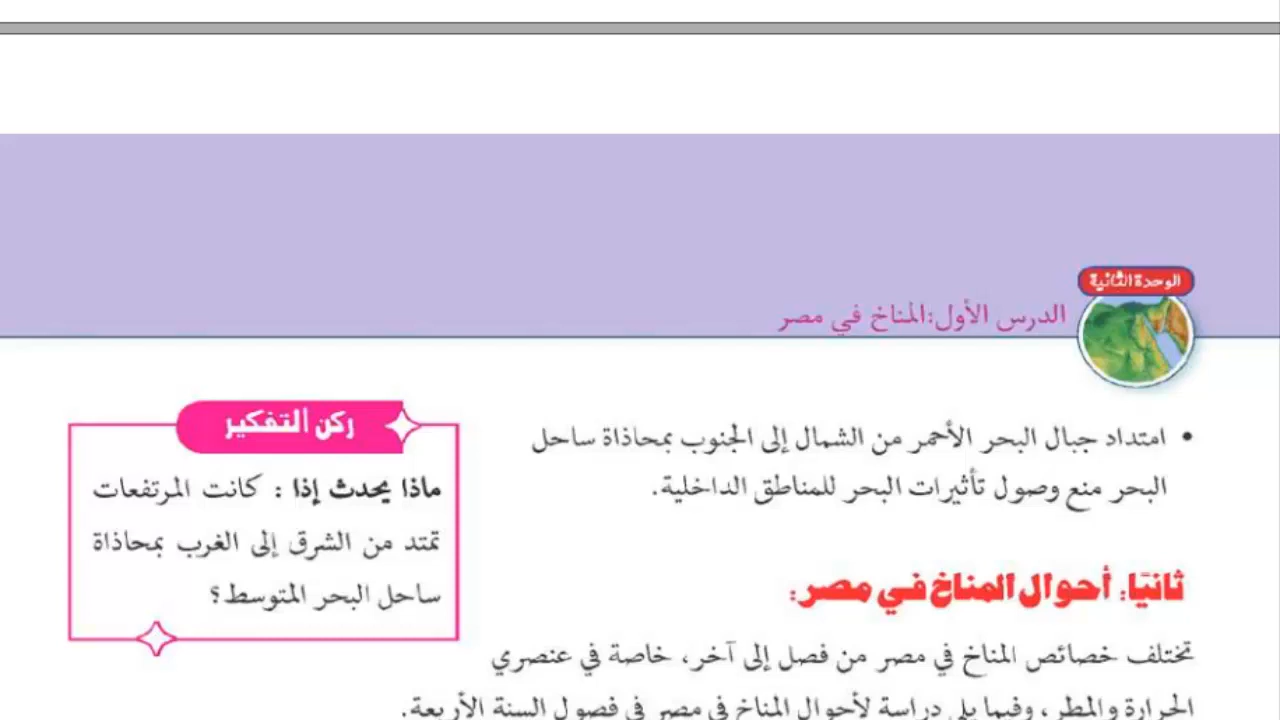 الوحدة الثانية
الدرس الأول:المناخ في مصر
• امتداد جبال البحر الأحمر من الشمال إلى الجنوب بمحاذاة ساحل
البحر منع وصول تأثيرات البحر للمناطق الداخلية.
ركن التفكير
ماذا يحدث إذا : كانت المرتفعات
تمتد من الشرق إلى الغرب بمحاذاة
ساحل البحر المتوسط؟
ثانيًا: أحوال المناخ في مصر:
تختلف خصائص المناخ في مصر من فصل إلى آخر، خاصة في عنصري
الحرارة والمطر، وفيما يلي دراسة لأحوال المناخ في مصر في فصول السنة الأربعة.